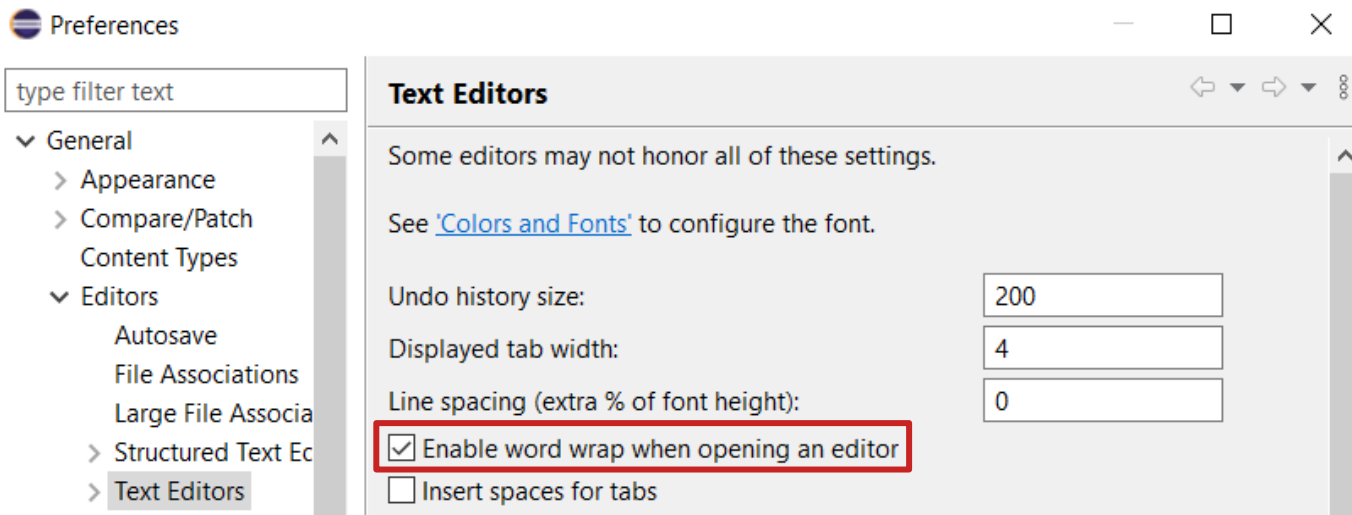 Preferences
type filter text
General
Appearance
Compare/Patch
Content Types
Editors
Autosave
File Associations
Large File Associa
Structured Text Ec
Text Editors
Text Editors
Some editors may not honor all of these settings.
See 'Colors and Fonts' to configure the font.
Undo history size: 200
Displayed tab width: 4
Line spacing (extra % of font height): 0
Enable word wrap when opening an editor
Insert spaces for tabs